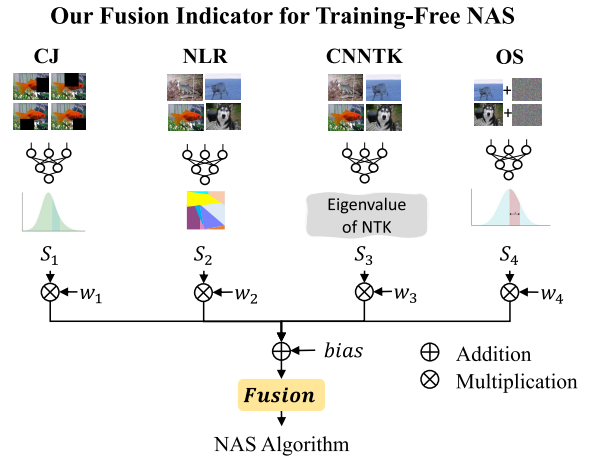 Our Fusion Indicator for Training-Free NAS
CJ NLR CNNTK OS
+
+
Eigenvalue
of NTK
S₁ S₂ S₃ S₄
w₁ w₂ w₃ w₄
bias
Addition
Multiplication
Fusion
NAS Algorithm